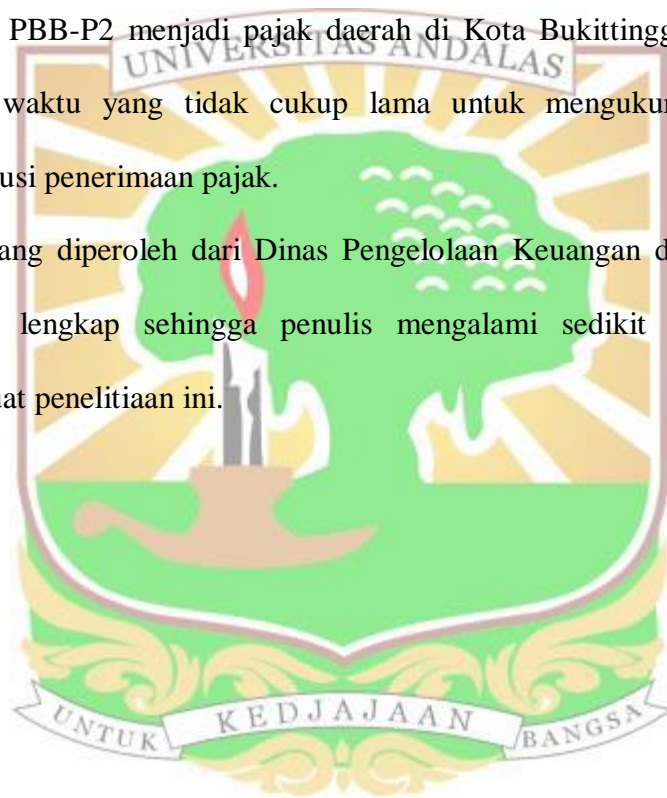 PBB-P2 menjadi pajak daerah di Kota Bukittingg
UNIVERSITAS ANDALAS
waktu yang tidak cukup lama untuk mengukur
usi penerimaan pajak.
ang diperoleh dari Dinas Pengelolaan Keuangan d
lengkap sehingga penulis mengalami sedikit
at penelitiaan ini.
UNTUK KEDJAJAAN BANGSA